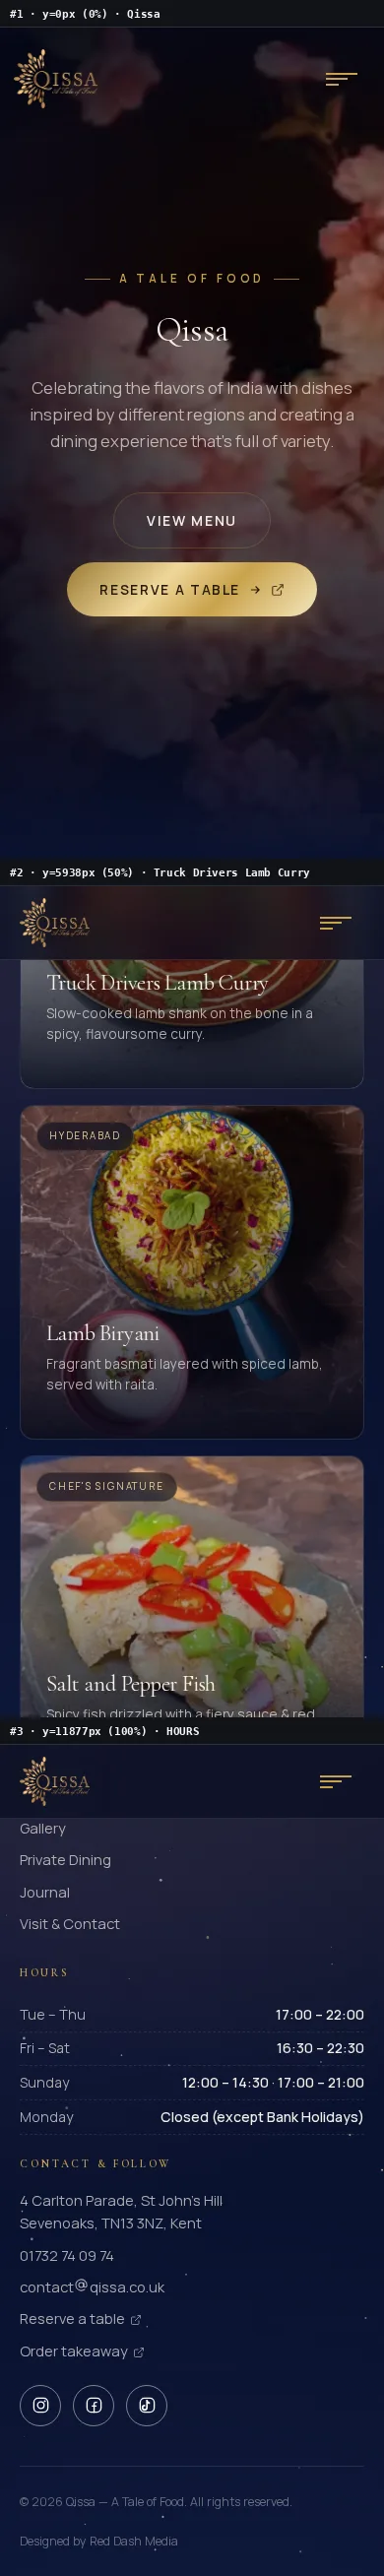 #1 · y=0px (0%) · Qissa
QISSA
A Tale of Food
A TALE OF FOOD
Qissa
Celebrating the flavors of India with dishes
inspired by different regions and creating a
dining experience that's full of variety.
VIEW MENU
RESERVE A TABLE
#2 · y=5938px (50%) · Truck Drivers Lamb Curry
QISSA
A Tale of Food
Truck Drivers Lamb Curry
Slow-cooked lamb shank on the bone in a
spicy, flavoursome curry.
HYDERABAD
Lamb Biryani
Fragrant basmati layered with spiced lamb,
served with raita.
CHEF'S SIGNATURE
Salt and Pepper Fish
Spicy fish drizzled with a fiery sauce & red
#3 · y=11877px (100%) · HOURS
QISSA
A Tale of Food
Gallery
Private Dining
Journal
Visit & Contact
HOURS
Tue – Thu 17:00 – 22:00
Fri – Sat 16:30 – 22:30
Sunday 12:00 – 14:30 · 17:00 – 21:00
Monday Closed (except Bank Holidays)
CONTACT & FOLLOW
4 Carlton Parade, St John's Hill
Sevenoaks, TN13 3NZ, Kent
01732 74 09 74
contact@qissa.co.uk
Reserve a table
Order takeaway
© 2026 Qissa — A Tale of Food. All rights reserved.
Designed by Red Dash Media